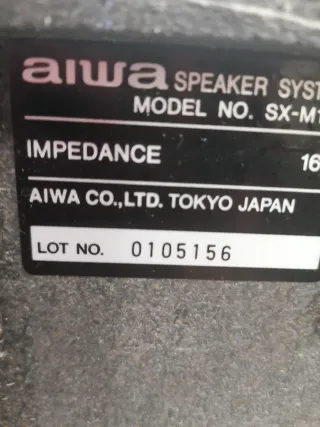 aiwa SPEAKER SYST
MODEL NO. SX-M1
IMPEDANCE 16
AIWA CO.,LTD. TOKYO JAPAN
LOT NO. 0105156